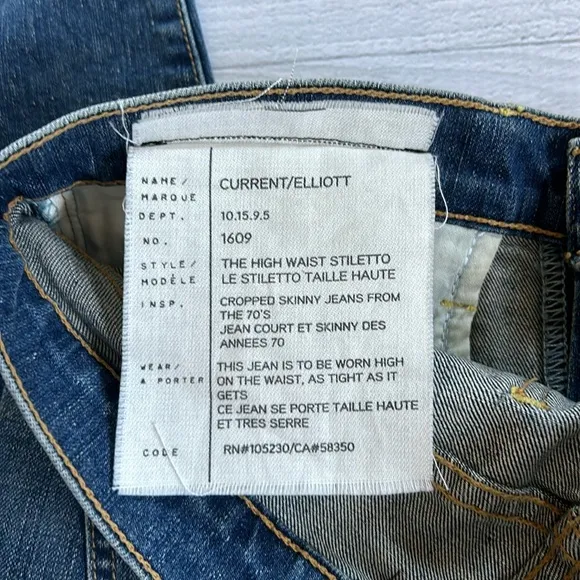 NAME/ CURRENT/ELLIOTT
MARQUE
DEPT. 10.15.9.5
NO. 1609
STYLE/ THE HIGH WAIST STILETTO
MODÈLE LE STILETTO TAILLE HAUTE
INSP. CROPPED SKINNY JEANS FROM
THE 70'S
JEAN COURT ET SKINNY DES
ANNEES 70
WEAR/ THIS JEAN IS TO BE WORN HIGH
A PORTER ON THE WAIST, AS TIGHT AS IT
GETS
CE JEAN SE PORTE TAILLE HAUTE
ET TRES SERRE
CODE RN#105230/CA#58350